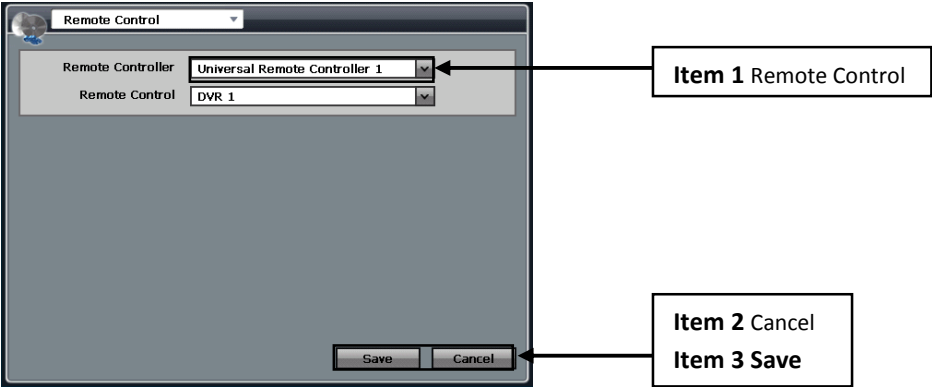 Remote Control
Remote Controller Universal Remote Controller 1
Remote Control DVR 1
Item 1 Remote Control
Save Cancel
Item 2 Cancel
Item 3 Save